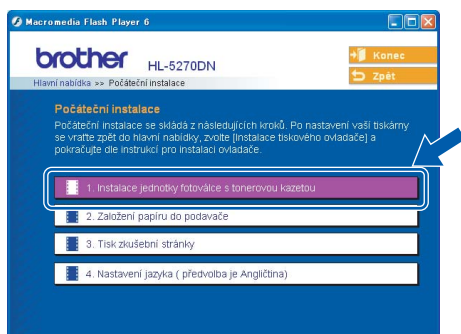 Macromedia Flash Player 6
brother HL-5270DN
Konec
Hlavní nabídka >> Počáteční instalace
Zpět
Počáteční instalace
Počáteční instalace se skládá z následujících kroků. Po nastavení vaší tiskárny
se vraťte zpět do hlavní nabídky, zvolte [Instalace tiskového ovladače] a
pokračujte dle instrukcí pro instalaci ovladače.
1. Instalace jednotky fotoválce s tonerovou kazetou
2. Založení papíru do podavače
3. Tisk zkušební stránky
4. Nastavení jazyka ( předvolba je Angličtina)